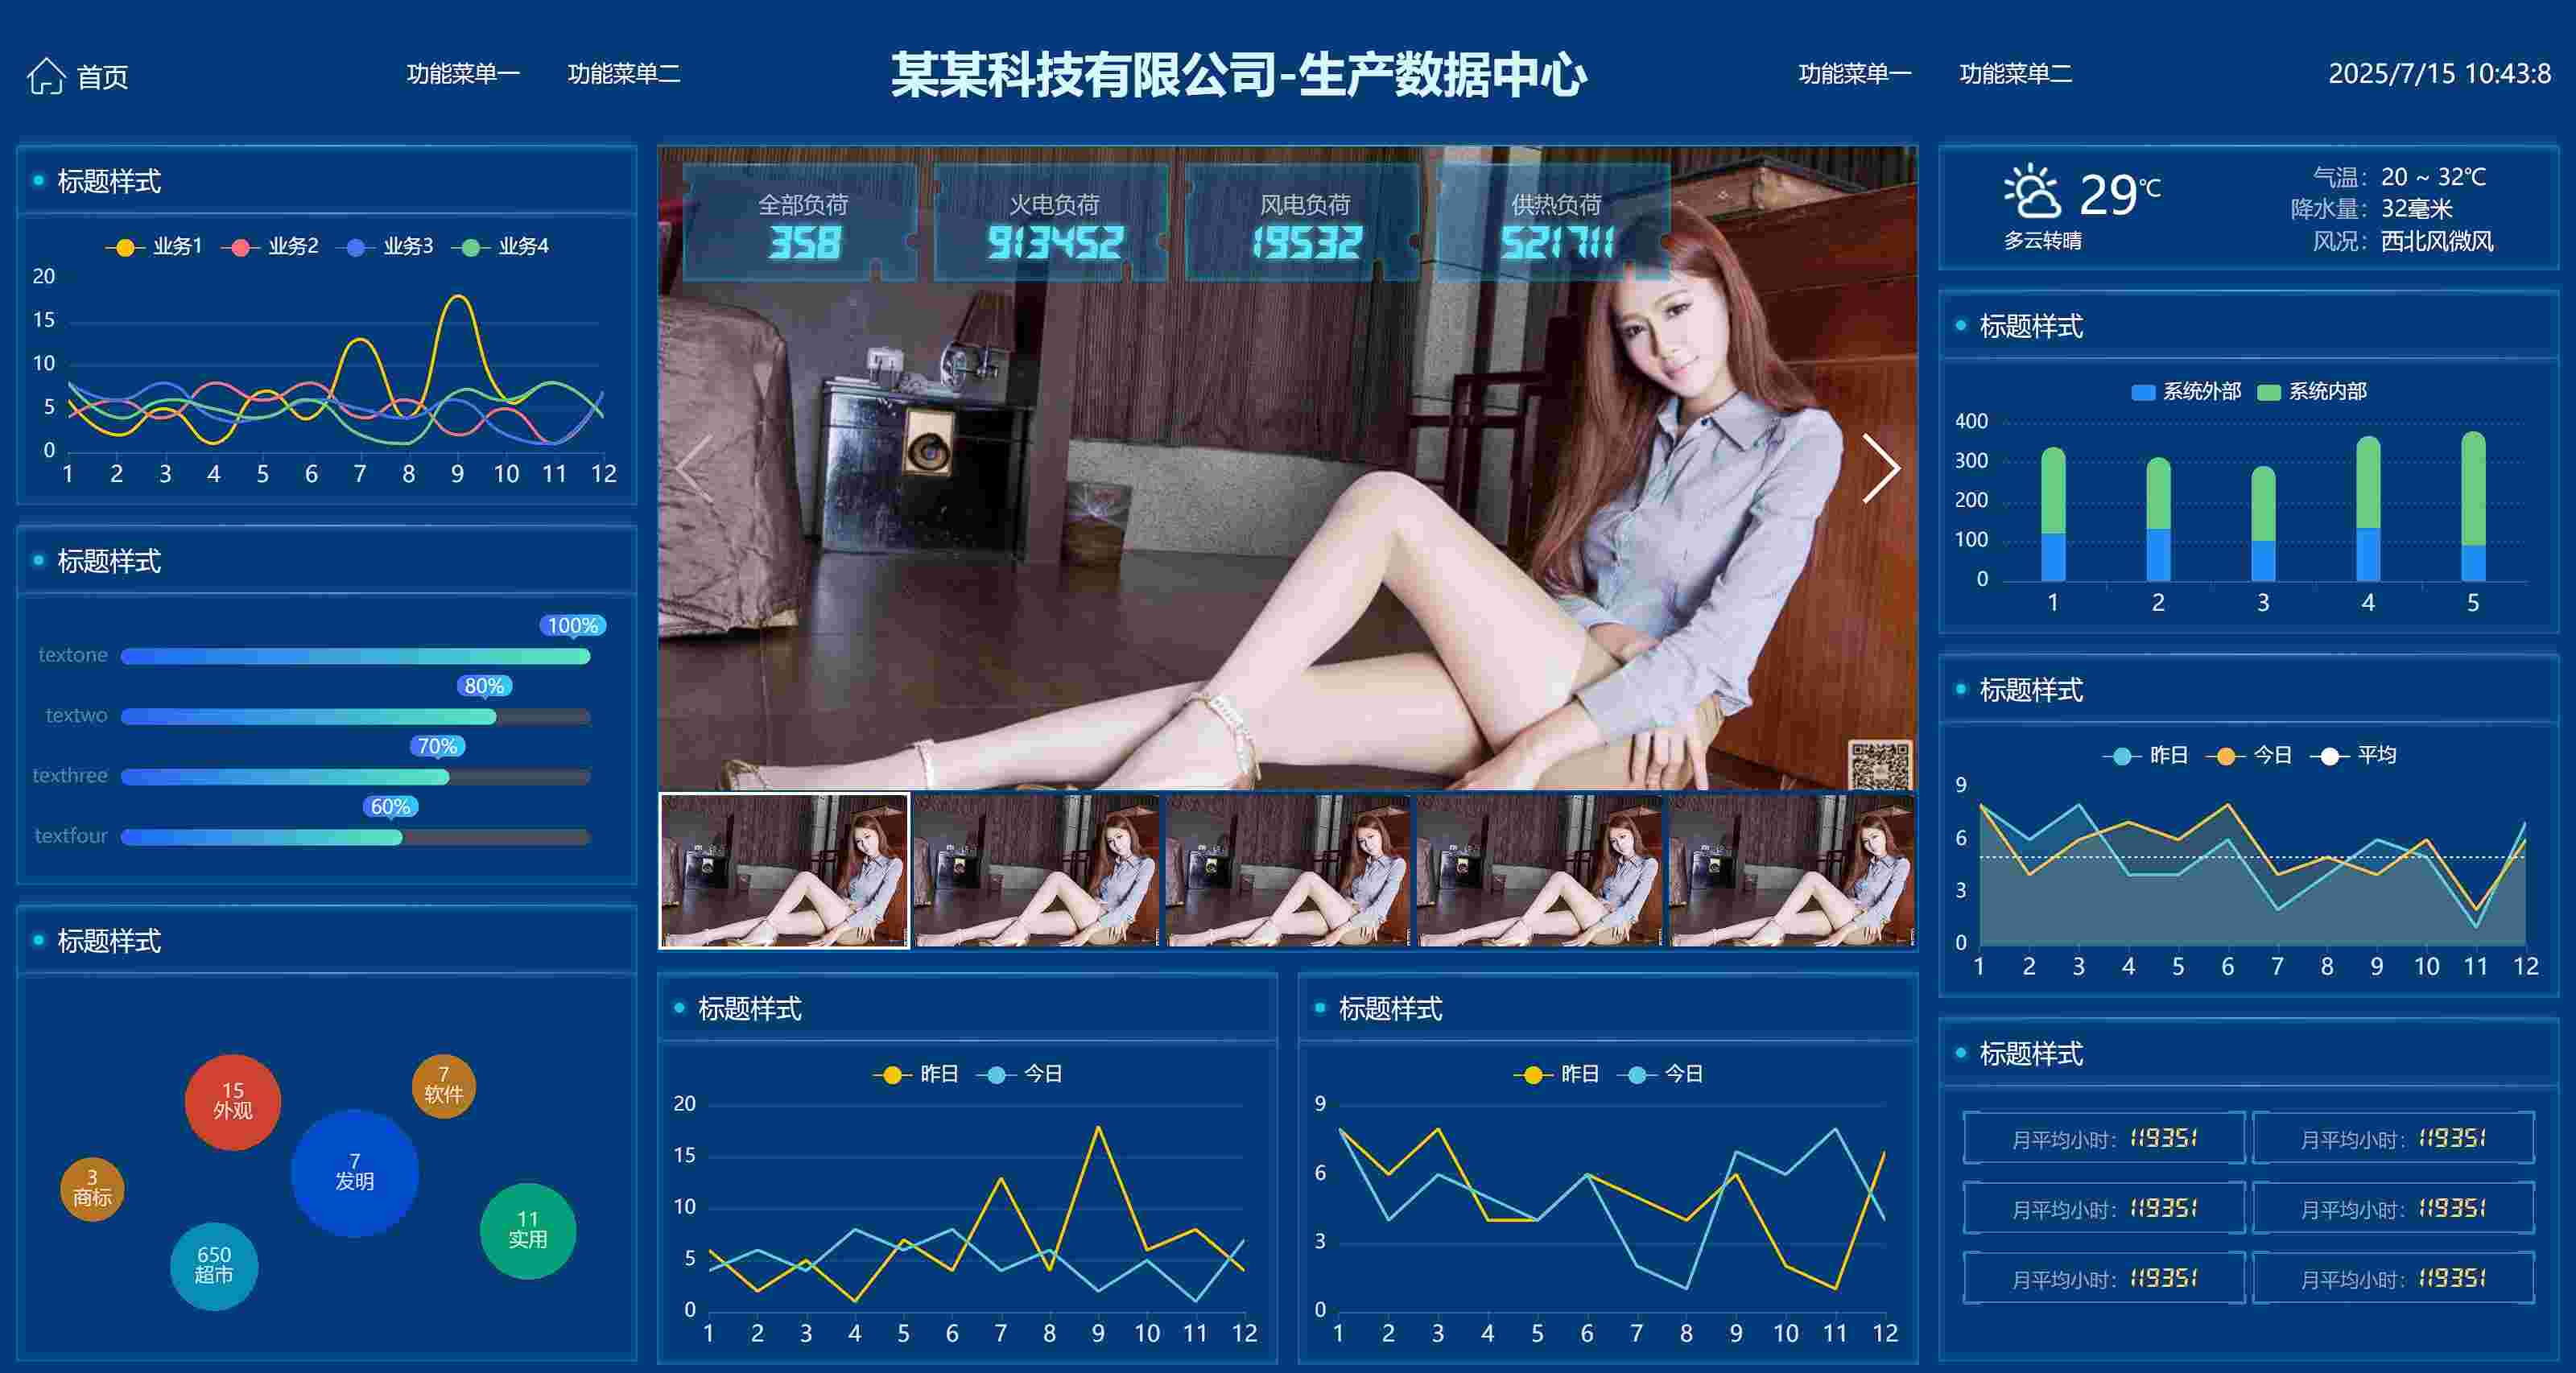 首页
功能菜单一 功能菜单二
某某科技有限公司-生产数据中心
功能菜单一 功能菜单二
2025/7/15 10:43:8
标题样式
业务1 业务2 业务3 业务4
20
15
10
5
0
1 2 3 4 5 6 7 8 9 10 11 12
标题样式
100%
textone
80%
textwo
70%
texthree
60%
textfour
标题样式
15
外观
7
软件
7
发明
3
商标
11
实用
650
超市
全部负荷 火电负荷 风电负荷 供热负荷
358 913452 19532 521711
标题样式
昨日 今日
20
15
10
5
0
1 2 3 4 5 6 7 8 9 10 11 12
标题样式
昨日 今日
9
6
3
0
1 2 3 4 5 6 7 8 9 10 11 12
29℃
多云转晴
气温: 20 ~ 32℃
降水量: 32毫米
风况: 西北风微风
标题样式
系统外部 系统内部
400
300
200
100
0
1 2 3 4 5
标题样式
昨日 今日 平均
9
6
3
0
1 2 3 4 5 6 7 8 9 10 11 12
标题样式
月平均小时: 119351 月平均小时: 119351
月平均小时: 119351 月平均小时: 119351
月平均小时: 119351 月平均小时: 119351